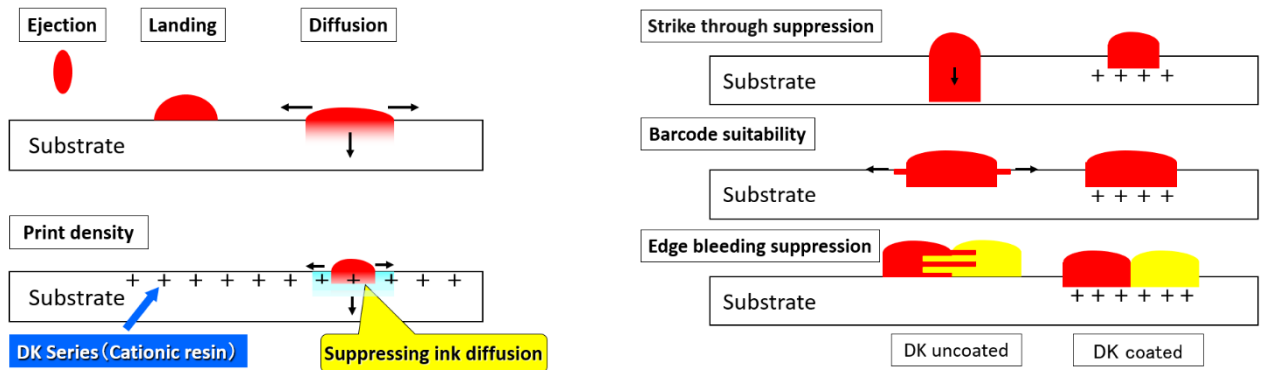 Ejection
Landing
Diffusion
Substrate
Print density
+ + + + + + + + + + +
Substrate
DK Series（Cationic resin）
Suppressing ink diffusion
Strike through suppression
Substrate
+ + + +
Barcode suitability
Substrate
+ + + +
Edge bleeding suppression
Substrate
+ + + + + +
DK uncoated
DK coated